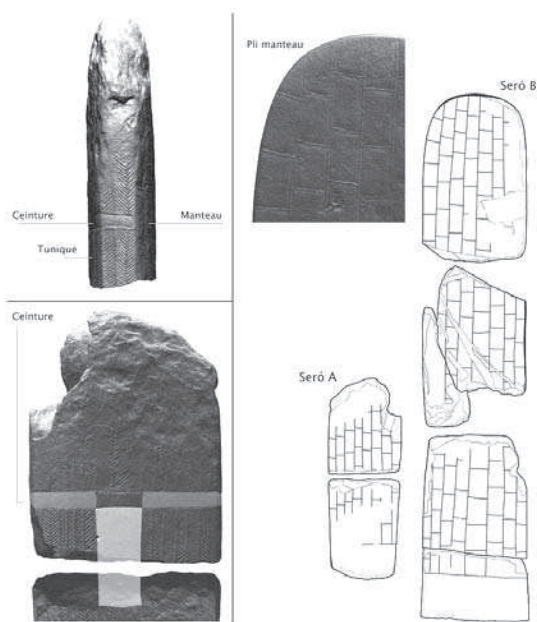 Ceinture
Manteau
Tunique
Ceinture
Pli manteau
Seró B
Seró A